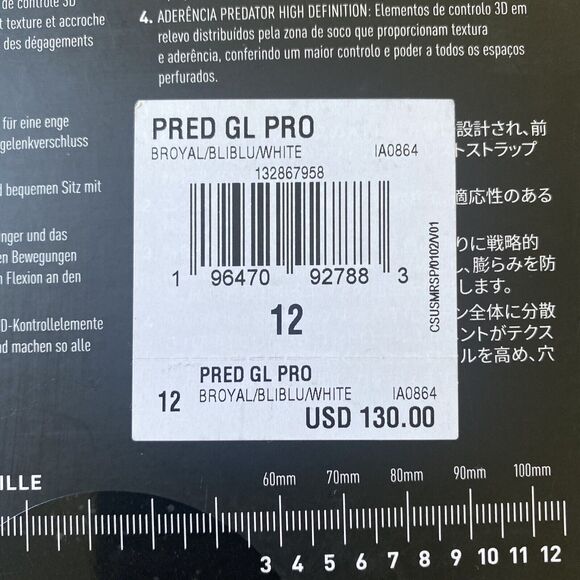 de contrôle 3D
t texture et accroche
des dégagements
4. ADERÊNCIA PREDATOR HIGH DEFINITION: Elementos de controlo 3D em
relevo distribuídos pela zona de soco que proporcionam textura
e aderência, conferindo um maior controlo e poder a todos os espaços
perfurados.
für eine enge
gelenkverschluss
bequemen Sitz mit
nger und das
en Bewegungen
n Flexion an den
D-Kontrollelemente
nd machen so alle
設計され、前
トストラップ
適応性のある
りに戦略的
し、膨らみを防
します。
ン全体に分散
ントがテクス
ールを高め、穴
PRED GL PRO
BROYAL/BLIBLU/WHITE IA0864
132867958
1 96470 92788 3
CSUSMRSP/0102/V01
12
PRED GL PRO
12 BROYAL/BLIBLU/WHITE IA0864
USD 130.00
ILLE
60mm 70mm 80mm 90mm 100mm
3 4 5 6 7 8 9 10 11 12